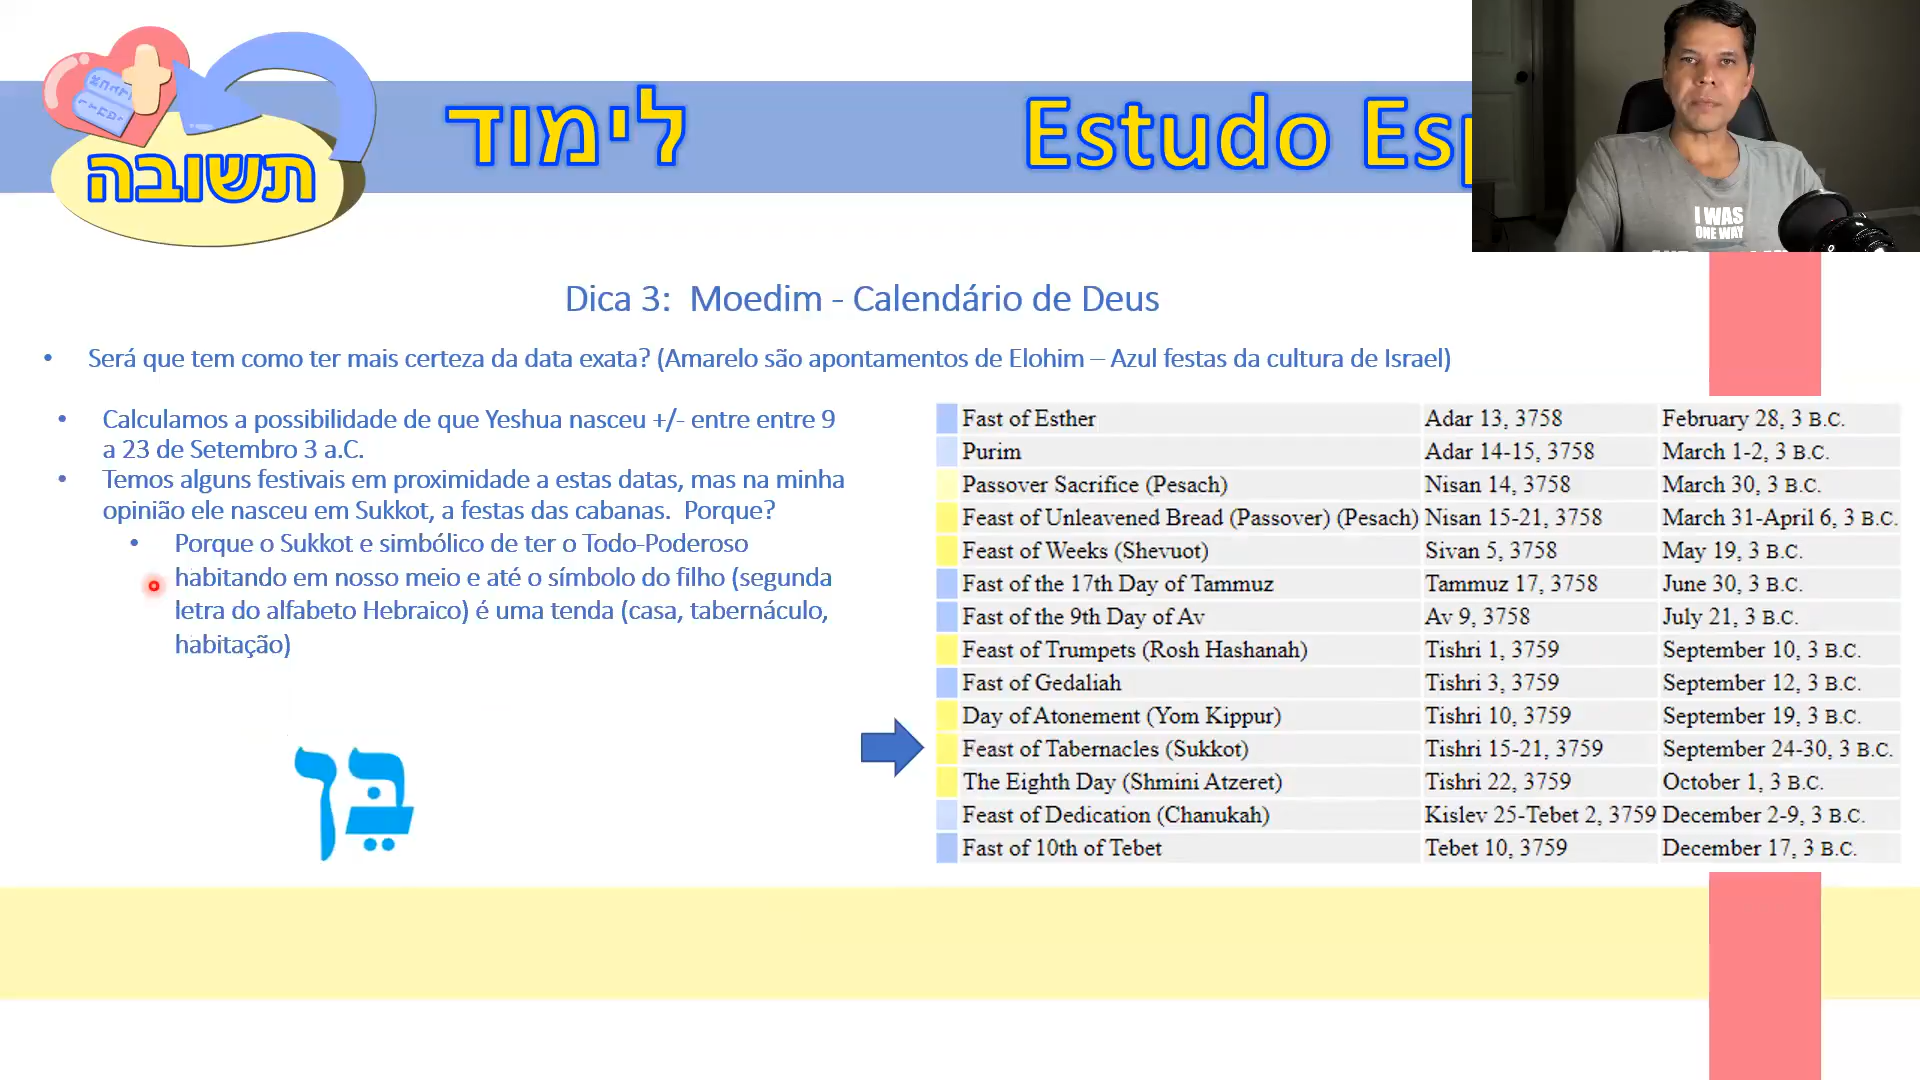 תשובה
לימוד
Estudo Esp
I WAS
ONE WAY
Dica 3: Moedim - Calendário de Deus
• Será que tem como ter mais certeza da data exata? (Amarelo são apontamentos de Elohim – Azul festas da cultura de Israel)
• Calculamos a possibilidade de que Yeshua nasceu +/- entre entre 9
a 23 de Setembro 3 a.C.
• Temos alguns festivais em proximidade a estas datas, mas na minha
opinião ele nasceu em Sukkot, a festas das cabanas. Porque?
• Porque o Sukkot e simbólico de ter o Todo-Poderoso
habitando em nosso meio e até o símbolo do filho (segunda
letra do alfabeto Hebraico) é uma tenda (casa, tabernáculo,
habitação)
בֵּן
Fast of Esther Adar 13, 3758 February 28, 3 B.C.
Purim Adar 14-15, 3758 March 1-2, 3 B.C.
Passover Sacrifice (Pesach) Nisan 14, 3758 March 30, 3 B.C.
Feast of Unleavened Bread (Passover) (Pesach) Nisan 15-21, 3758 March 31-April 6, 3 B.C.
Feast of Weeks (Shevuot) Sivan 5, 3758 May 19, 3 B.C.
Fast of the 17th Day of Tammuz Tammuz 17, 3758 June 30, 3 B.C.
Fast of the 9th Day of Av Av 9, 3758 July 21, 3 B.C.
Feast of Trumpets (Rosh Hashanah) Tishri 1, 3759 September 10, 3 B.C.
Fast of Gedaliah Tishri 3, 3759 September 12, 3 B.C.
Day of Atonement (Yom Kippur) Tishri 10, 3759 September 19, 3 B.C.
Feast of Tabernacles (Sukkot) Tishri 15-21, 3759 September 24-30, 3 B.C.
The Eighth Day (Shmini Atzeret) Tishri 22, 3759 October 1, 3 B.C.
Feast of Dedication (Chanukah) Kislev 25-Tebet 2, 3759 December 2-9, 3 B.C.
Fast of 10th of Tebet Tebet 10, 3759 December 17, 3 B.C.